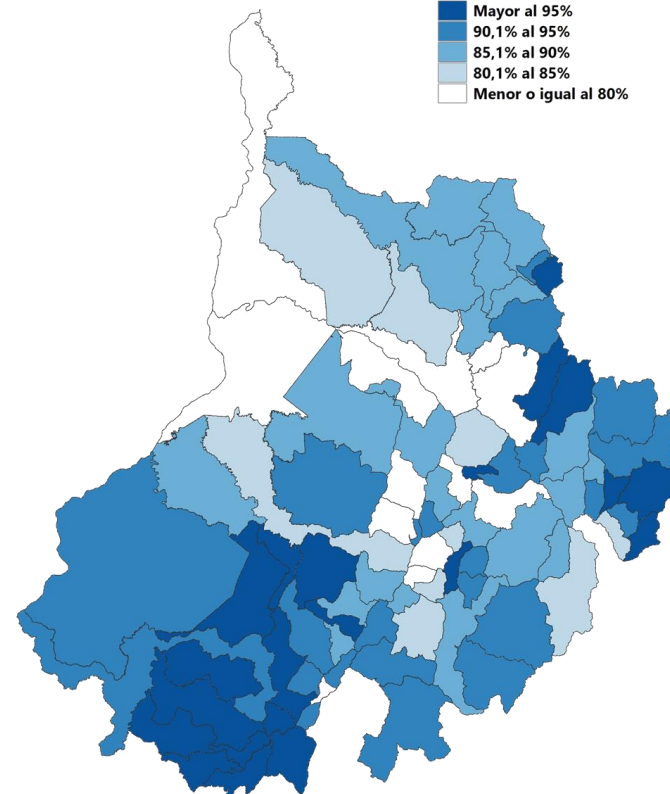 Mayor al 95%
90,1% al 95%
85,1% al 90%
80,1% al 85%
Menor o igual al 80%